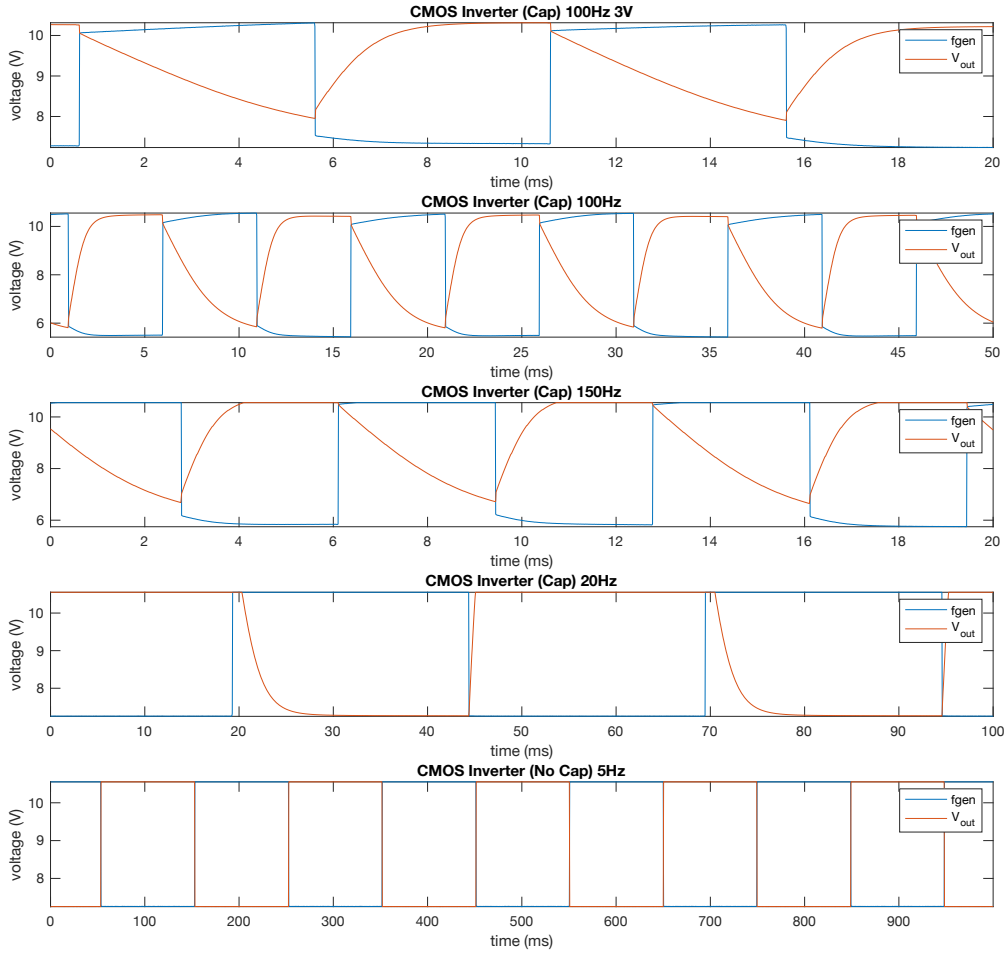 CMOS Inverter (Cap) 100Hz 3V
10
9
8
voltage (V)
fgen
V_out
0 2 4 6 8 10 12 14 16 18 20
time (ms)
CMOS Inverter (Cap) 100Hz
10
8
6
voltage (V)
fgen
V_out
0 5 10 15 20 25 30 35 40 45 50
time (ms)
CMOS Inverter (Cap) 150Hz
10
8
6
voltage (V)
fgen
V_out
0 2 4 6 8 10 12 14 16 18 20
time (ms)
CMOS Inverter (Cap) 20Hz
10
9
8
voltage (V)
fgen
V_out
0 10 20 30 40 50 60 70 80 90 100
time (ms)
CMOS Inverter (No Cap) 5Hz
10
9
8
voltage (V)
fgen
V_out
0 100 200 300 400 500 600 700 800 900
time (ms)